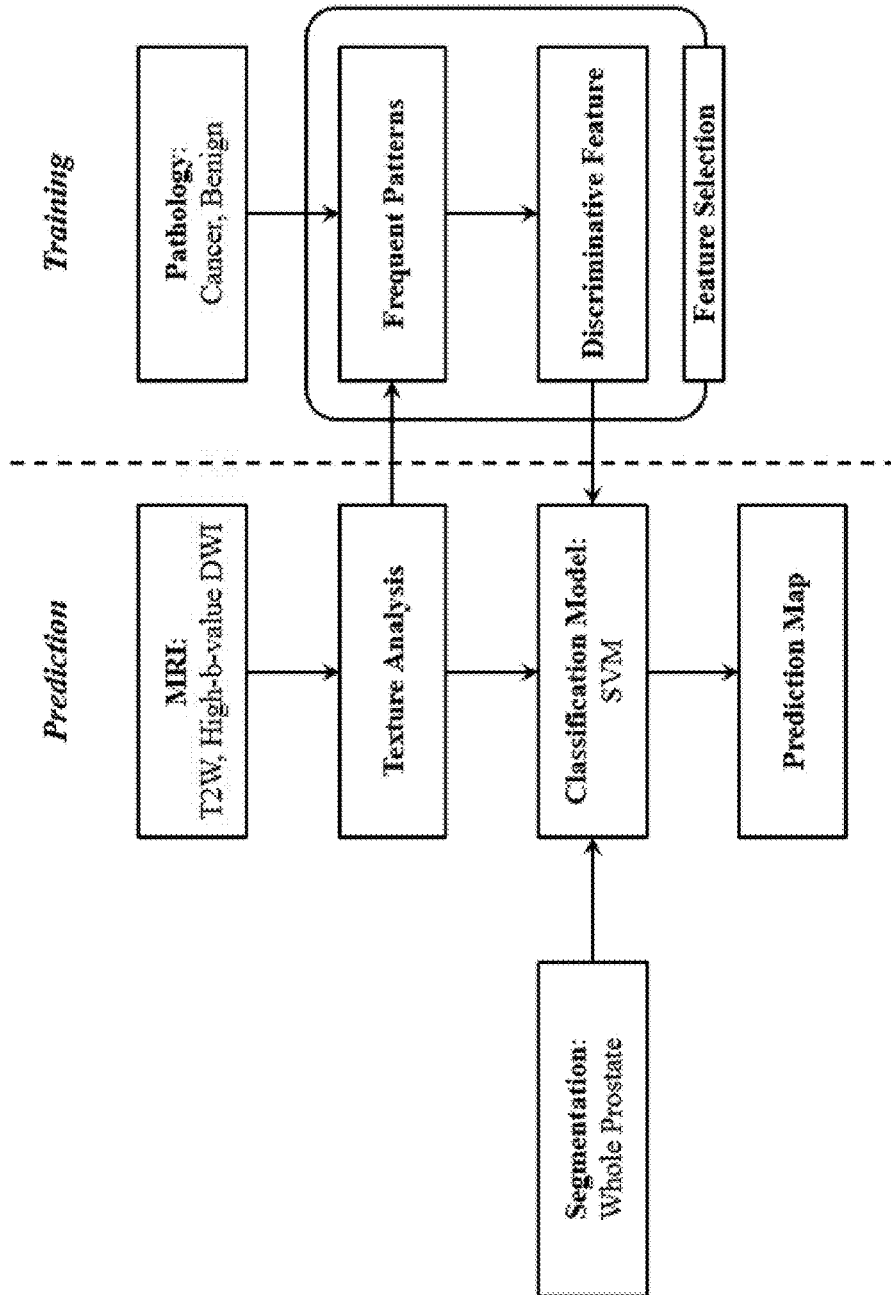 Training
Pathology:
Cancer, Benign
Frequent Patterns
Discriminative Feature
Feature Selection
Prediction
MRI:
T2W, High-b-value DWI
Texture Analysis
Classification Model:
SVM
Prediction Map
Segmentation:
Whole Prostate